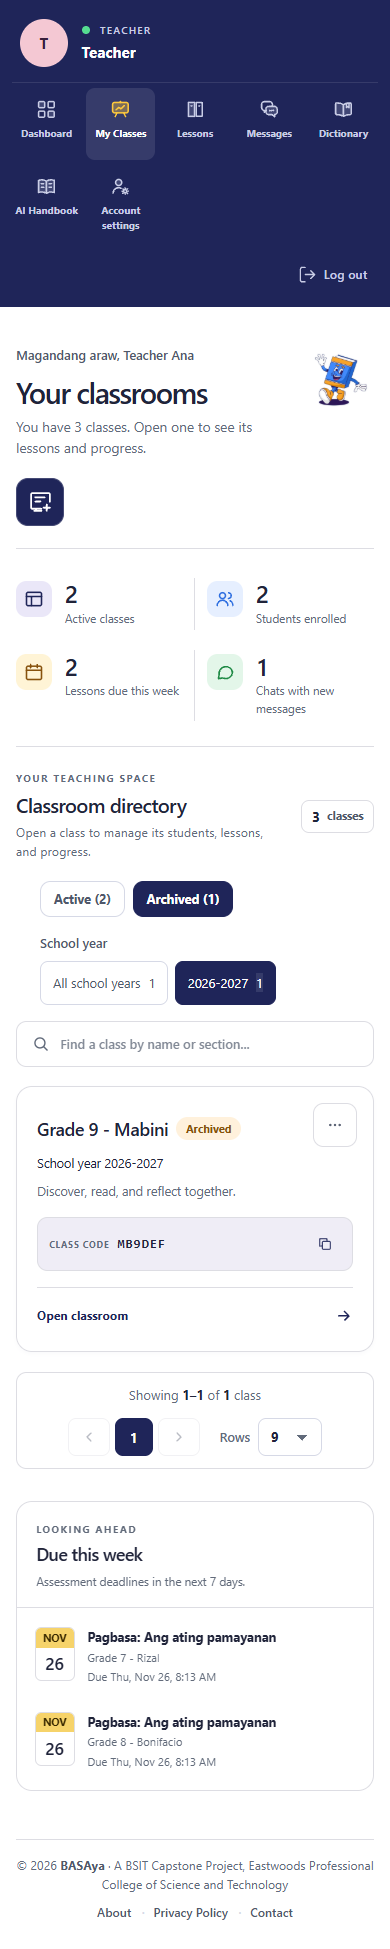 T
TEACHER
Teacher
Dashboard
My Classes
Lessons
Messages
Dictionary
AI Handbook
Account
settings
Log out
Magandang araw, Teacher Ana
Your classrooms
You have 3 classes. Open one to see its
lessons and progress.
2
Active classes
2
Students enrolled
2
Lessons due this week
1
Chats with new
messages
YOUR TEACHING SPACE
Classroom directory
Open a class to manage its students, lessons,
and progress.
3 classes
Active (2)
Archived (1)
School year
All school years 1
2026-2027 1
Find a class by name or section...
Grade 9 - Mabini
Archived
School year 2026-2027
Discover, read, and reflect together.
CLASS CODE MB9DEF
Open classroom
Showing 1–1 of 1 class
1
Rows 9
LOOKING AHEAD
Due this week
Assessment deadlines in the next 7 days.
NOV
26
Pagbasa: Ang ating pamayanan
Grade 7 - Rizal
Due Thu, Nov 26, 8:13 AM
NOV
26
Pagbasa: Ang ating pamayanan
Grade 8 - Bonifacio
Due Thu, Nov 26, 8:13 AM
© 2026 BASAya · A BSIT Capstone Project, Eastwoods Professional
College of Science and Technology
About · Privacy Policy · Contact